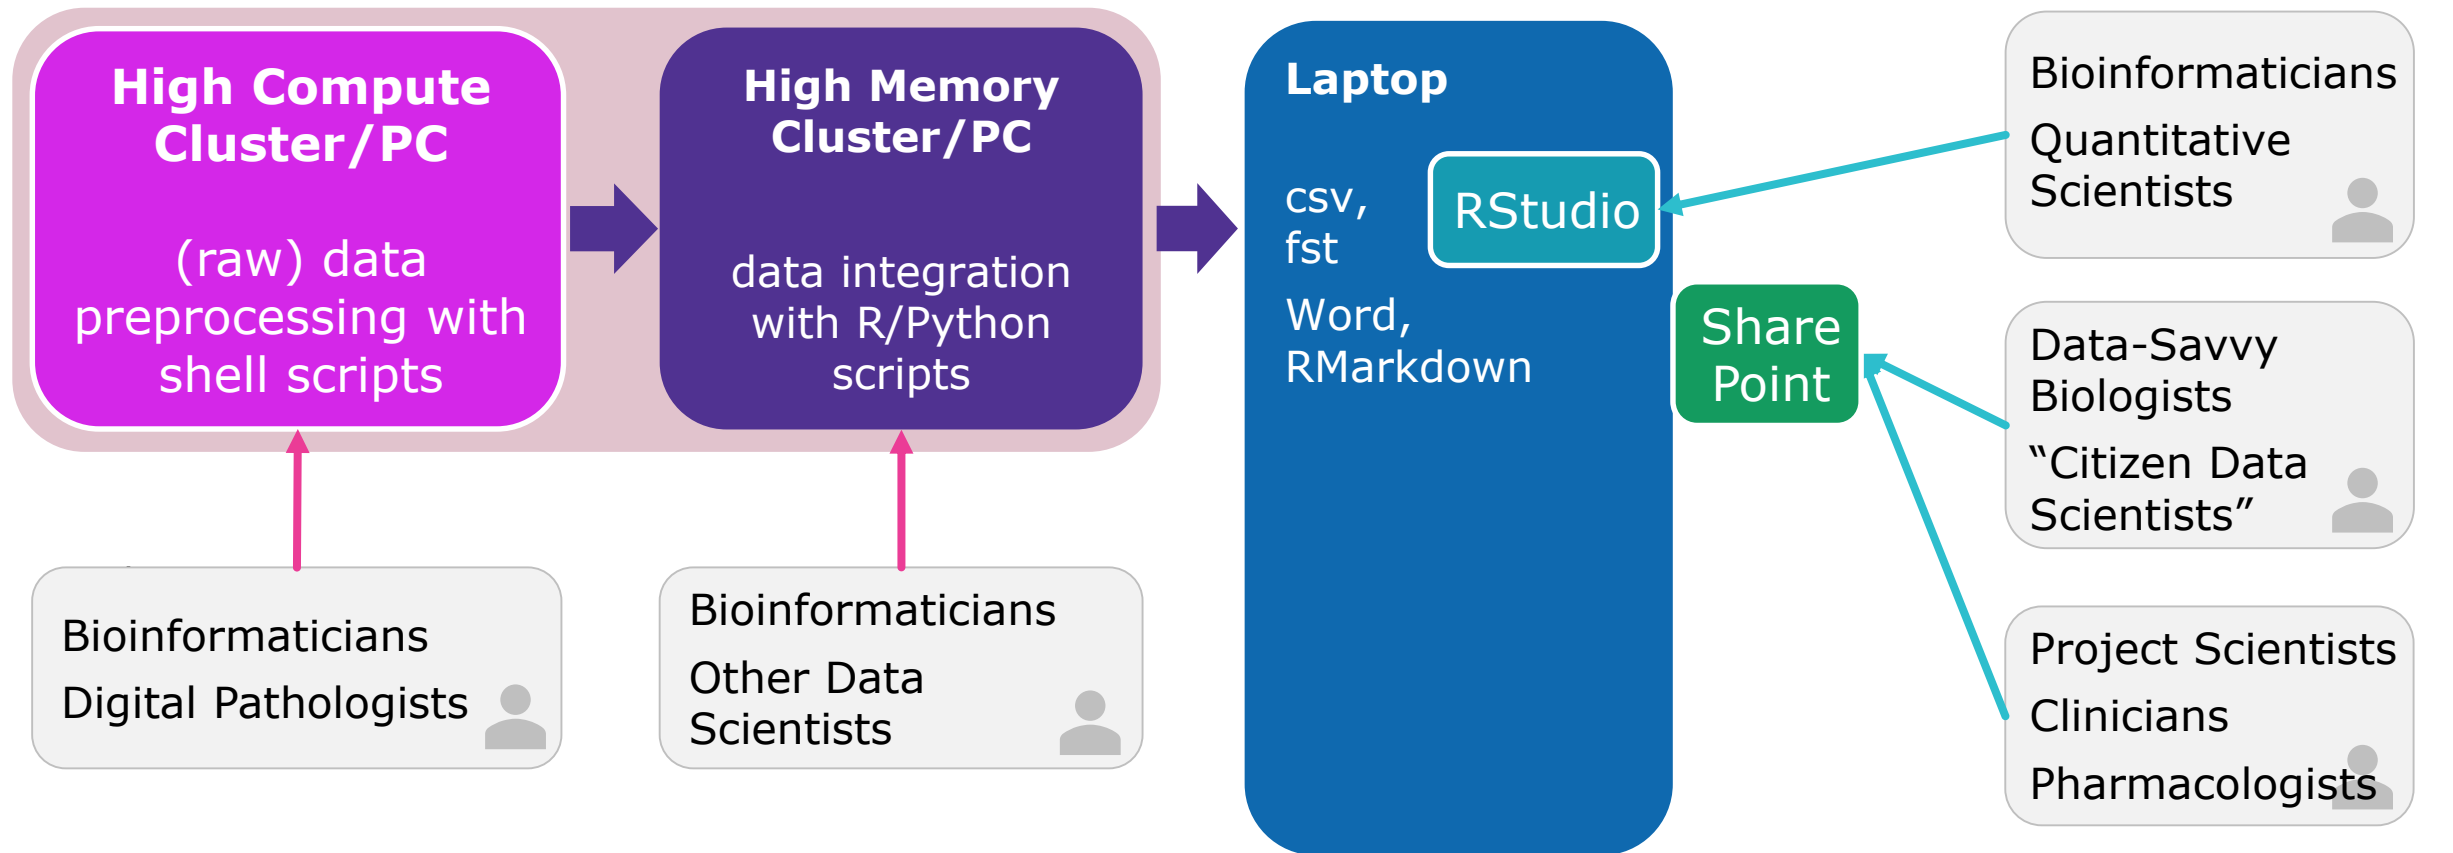 High Compute
Cluster/PC
(raw) data
preprocessing with
shell scripts
High Memory
Cluster/PC
data integration
with R/Python
scripts
Laptop
csv,
fst
RStudio
Word,
RMarkdown
Share
Point
Bioinformaticians
Quantitative
Scientists
Data-Savvy
Biologists
“Citizen Data
Scientists”
Project Scientists
Clinicians
Pharmacologists
Bioinformaticians
Digital Pathologists
Bioinformaticians
Other Data
Scientists